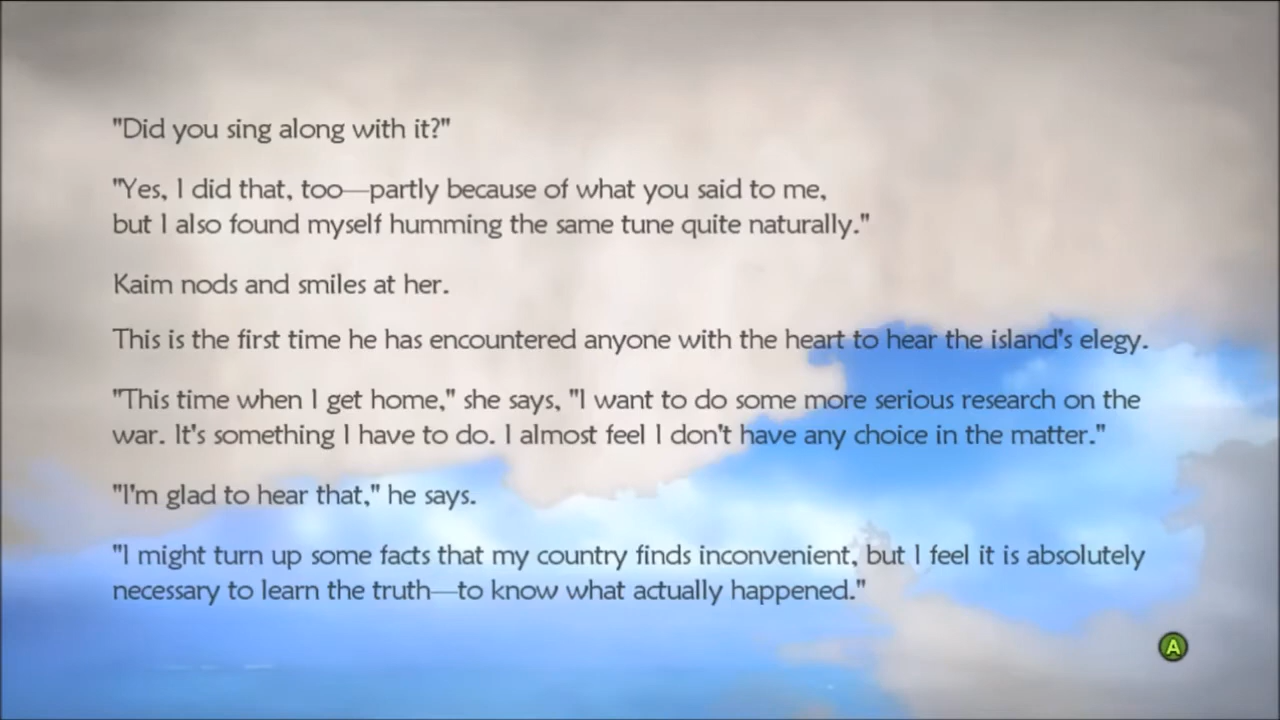 "Did you sing along with it?"
"Yes, I did that, too—partly because of what you said to me,
but I also found myself humming the same tune quite naturally."
Kaim nods and smiles at her.
This is the first time he has encountered anyone with the heart to hear the island's elegy.
"This time when I get home," she says, "I want to do some more serious research on the
war. It's something I have to do. I almost feel I don't have any choice in the matter."
"I'm glad to hear that," he says.
"I might turn up some facts that my country finds inconvenient, but I feel it is absolutely
necessary to learn the truth—to know what actually happened."
A